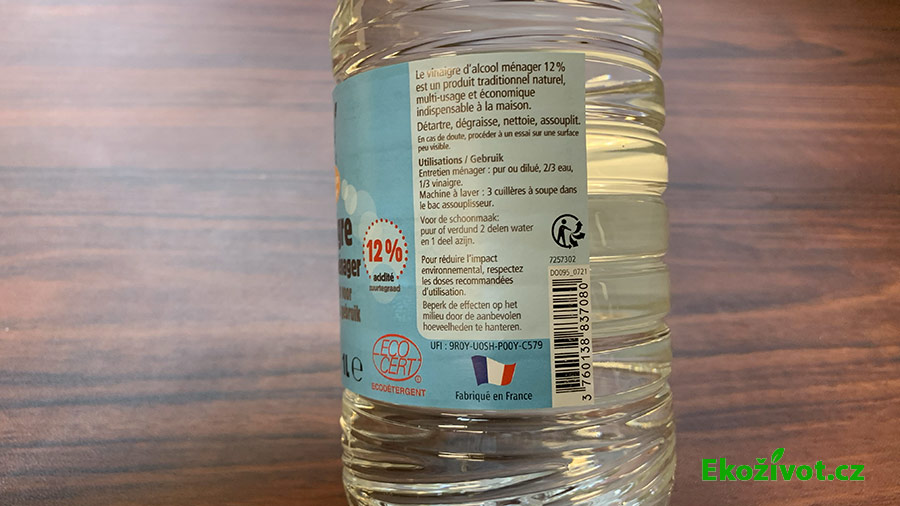 Le vinaigre d'alcool ménager 12%
est un produit traditionnel naturel,
multi-usage et économique
indispensable à la maison.
Détartre, dégraisse, nettoie, assouplit.
En cas de doute, procéder à un essai sur une surface
peu visible.
Utilisations / Gebruik
Entretien ménager : pur ou dilué, 2/3 eau,
1/3 vinaigre.
Machine à laver : 3 cuillères à soupe dans
le bac assouplisseur.
Voor de schoonmaak:
puur of verdund 2 delen water
en 1 deel azijn.
Pour réduire l'impact
environnemental, respectez
les doses recommandées
d'utilisation.
Beperk de effecten op het
milieu door de aanbevolen
hoeveelheden te hanteren.
7257302
DO095_0721
3 760138 837080
UFI : 9R0Y-U0SH-P00Y-C579
Fabriqué en France
12%
acidité
zuurtegraad
ECO
CERT
©
ECODÉTERGENT
1L e
Ekoživot.cz